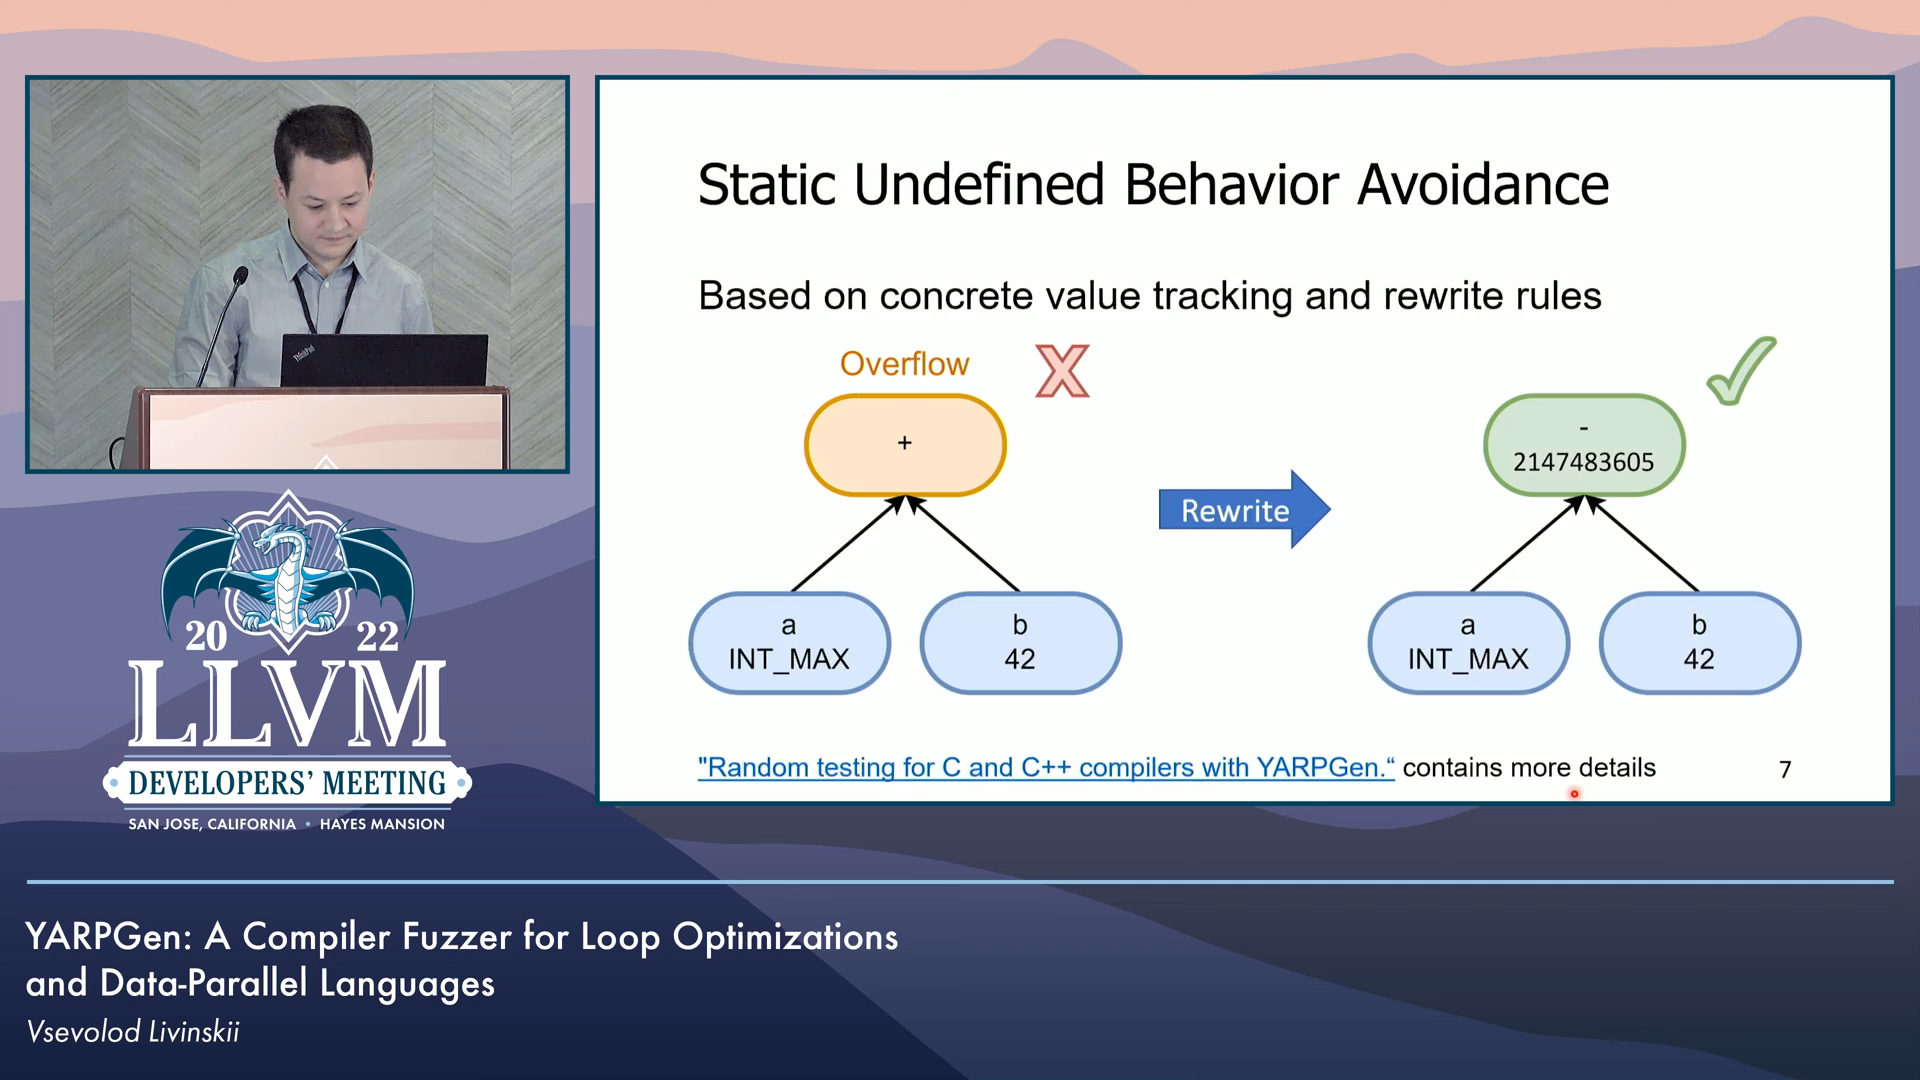 ThinkPad
Static Undefined Behavior Avoidance
Based on concrete value tracking and rewrite rules
Overflow
X
+
a
INT_MAX
b
42
Rewrite
-
2147483605
a
INT_MAX
b
42
"Random testing for C and C++ compilers with YARPGen.“ contains more details
7
20 22
LLVM
DEVELOPERS' MEETING
SAN JOSE, CALIFORNIA • HAYES MANSION
YARPGen: A Compiler Fuzzer for Loop Optimizations
and Data-Parallel Languages
Vsevolod Livinskii